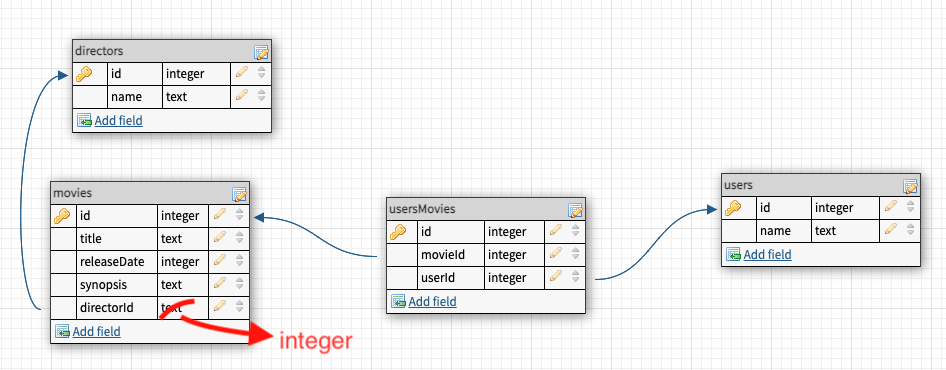 directors
id integer
name text
Add field
movies
id integer
title text
releaseDate integer
synopsis text
directorId text
Add field
integer
usersMovies
id integer
movieId integer
userId integer
Add field
users
id integer
name text
Add field